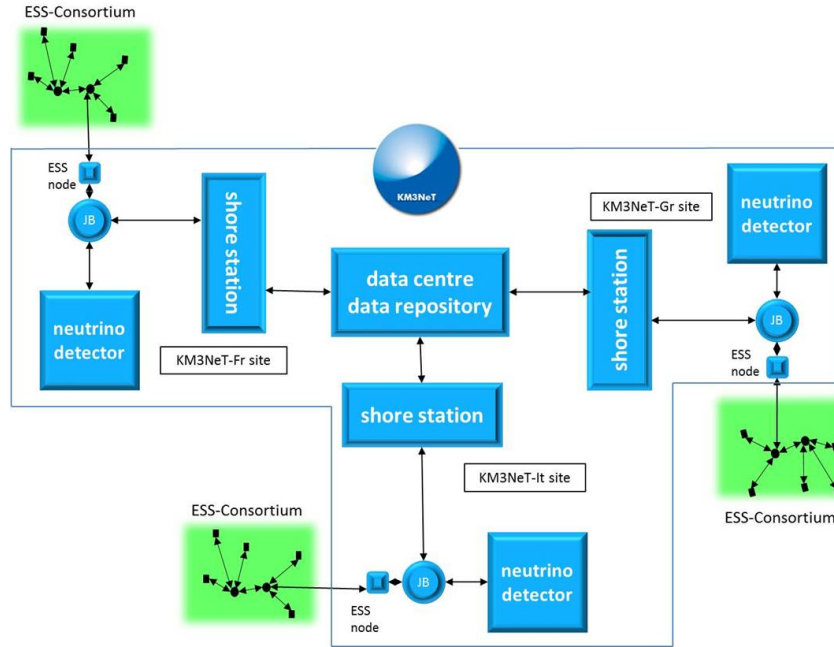 ESS-Consortium
ESS
node
JB
neutrino
detector
shore station
KM3NeT-Fr site
KM3NeT
data centre
data repository
KM3NeT-Gr site
shore station
neutrino
detector
JB
ESS
node
ESS-Consortium
shore station
KM3NeT-It site
ESS-Consortium
ESS
node
JB
neutrino
detector